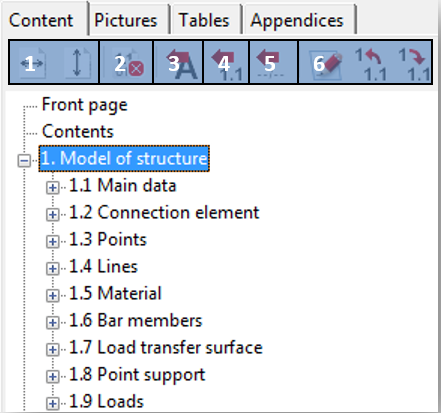 Content Pictures Tables Appendices
1 2 3 4 5 6
A 1.1 1 1.1 1 1.1
Front page
Contents
1. Model of structure
1.1 Main data
1.2 Connection element
1.3 Points
1.4 Lines
1.5 Material
1.6 Bar members
1.7 Load transfer surface
1.8 Point support
1.9 Loads